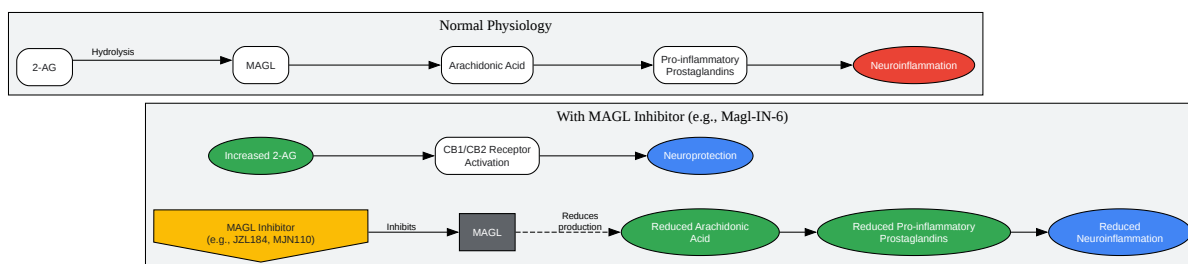 Normal Physiology
2-AG
Hydrolysis
MAGL
Arachidonic Acid
Pro-inflammatory
Prostaglandins
Neuroinflammation
With MAGL Inhibitor (e.g., Magl-IN-6)
Increased 2-AG
CB1/CB2 Receptor
Activation
Neuroprotection
MAGL Inhibitor
(e.g., JZL184, MJN110)
Inhibits
MAGL
Reduces
production
Reduced Arachidonic
Acid
Reduced Pro-inflammatory
Prostaglandins
Reduced
Neuroinflammation